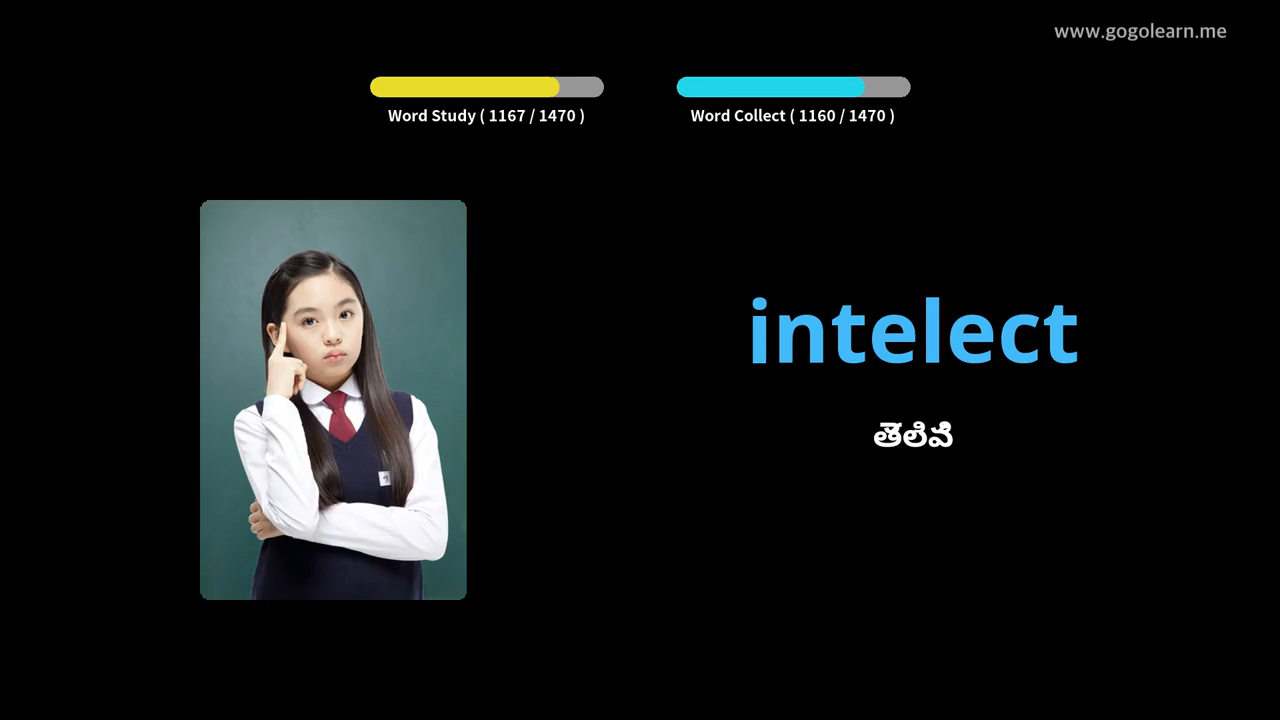 www.gogolearn.me
Word Study ( 1167 / 1470 )
Word Collect ( 1160 / 1470 )
intelect
తెలివి